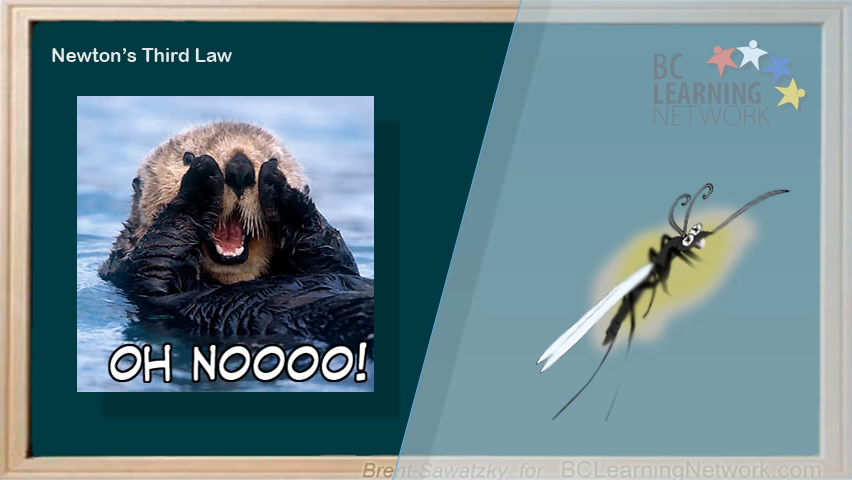 Newton's Third Law
BC
LEARNING
NETWORK
OH NOOOO!
Brent Sawatzky for BCLearningNetwork.com